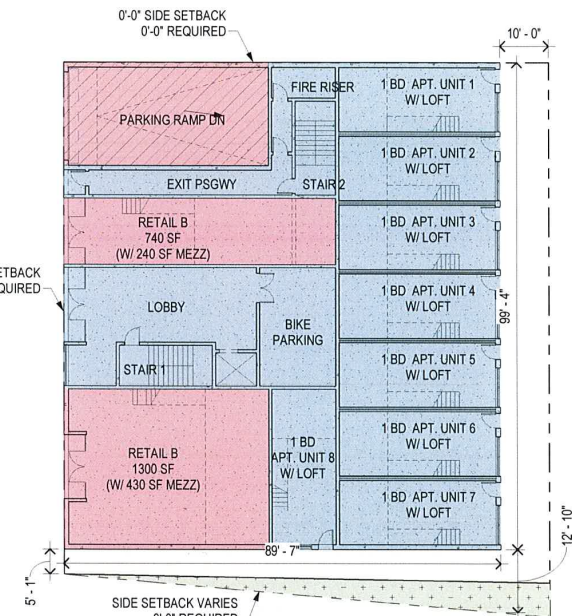 0'-0" SIDE SETBACK
0'-0" REQUIRED
10' - 0"
FIRE RISER
1 BD APT. UNIT 1
W/ LOFT
PARKING RAMP DN
1 BD APT. UNIT 2
W/ LOFT
EXIT PSGWY
STAIR 2
RETAIL B
740 SF
(W/ 240 SF MEZZ)
1 BD APT. UNIT 3
W/ LOFT
ETBACK
QUIRED
LOBBY
BIKE
PARKING
1 BD APT. UNIT 4
W/ LOFT
99' - 4"
STAIR 1
1 BD APT. UNIT 5
W/ LOFT
RETAIL B
1300 SF
(W/ 430 SF MEZZ)
1 BD
APT. UNIT 8
W/ LOFT
1 BD APT. UNIT 6
W/ LOFT
1 BD APT. UNIT 7
W/ LOFT
89' - 7"
5' - 1"
12' - 10"
SIDE SETBACK VARIES
0'-0" REQUIRED